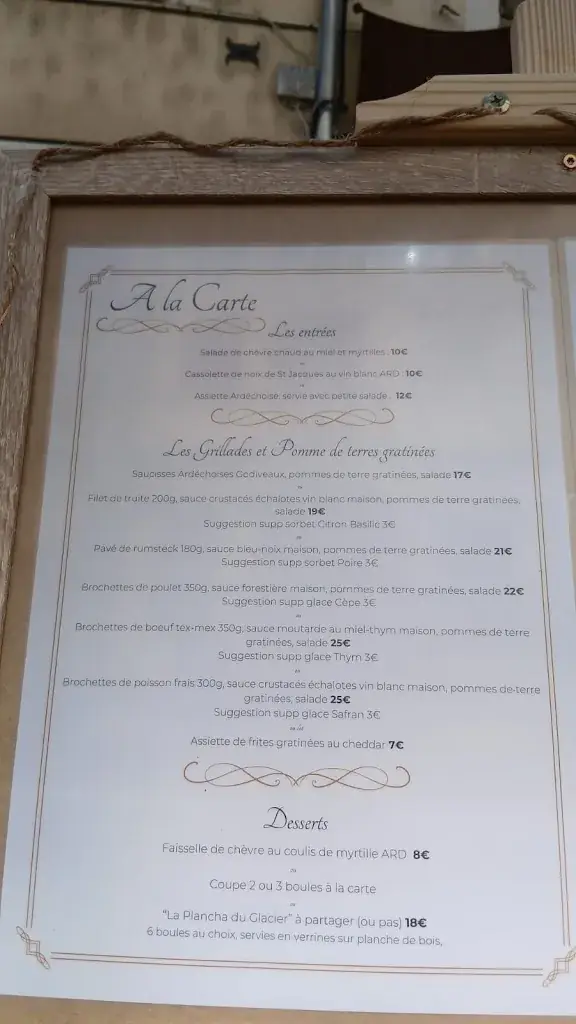 A la Carte
Les entrées
Salade de chèvre chaud au miel et myrtilles : 10€
ou
Cassolette de noix de St Jacques au vin blanc ARD : 10€
ou
Assiette Ardéchoise, servie avec petite salade : 12€
Les Grillades et Pomme de terres gratinées
Saucisses Ardéchoises Godiveaux, pommes de terre gratinées, salade 17€
ou
Filet de truite 200g, sauce crustacés échalotes vin blanc maison, pommes de terre gratinées,
salade 19€
Suggestion supp sorbet Citron Basilic 3€
ou
Pavé de rumsteck 180g, sauce bleu-noix maison, pommes de terre gratinées, salade 21€
Suggestion supp sorbet Poire 3€
Brochettes de poulet 350g, sauce forestière maison, pommes de terre gratinées, salade 22€
Suggestion supp glace Cèpe 3€
ou
Brochettes de boeuf tex-mex 350g, sauce moutarde au miel-thym maison, pommes de terre
gratinées, salade 25€
Suggestion supp glace Thym 3€
ou
Brochettes de poisson frais 300g, sauce crustacés échalotes vin blanc maison, pommes de terre
gratinées, salade 25€
Suggestion supp glace Safran 3€
Assiette de frites gratinées au cheddar 7€
Desserts
Faisselle de chèvre au coulis de myrtille ARD 8€
ou
Coupe 2 ou 3 boules à la carte
ou
"La Plancha du Glacier" à partager (ou pas) 18€
6 boules au choix, servies en verrines sur planche de bois,